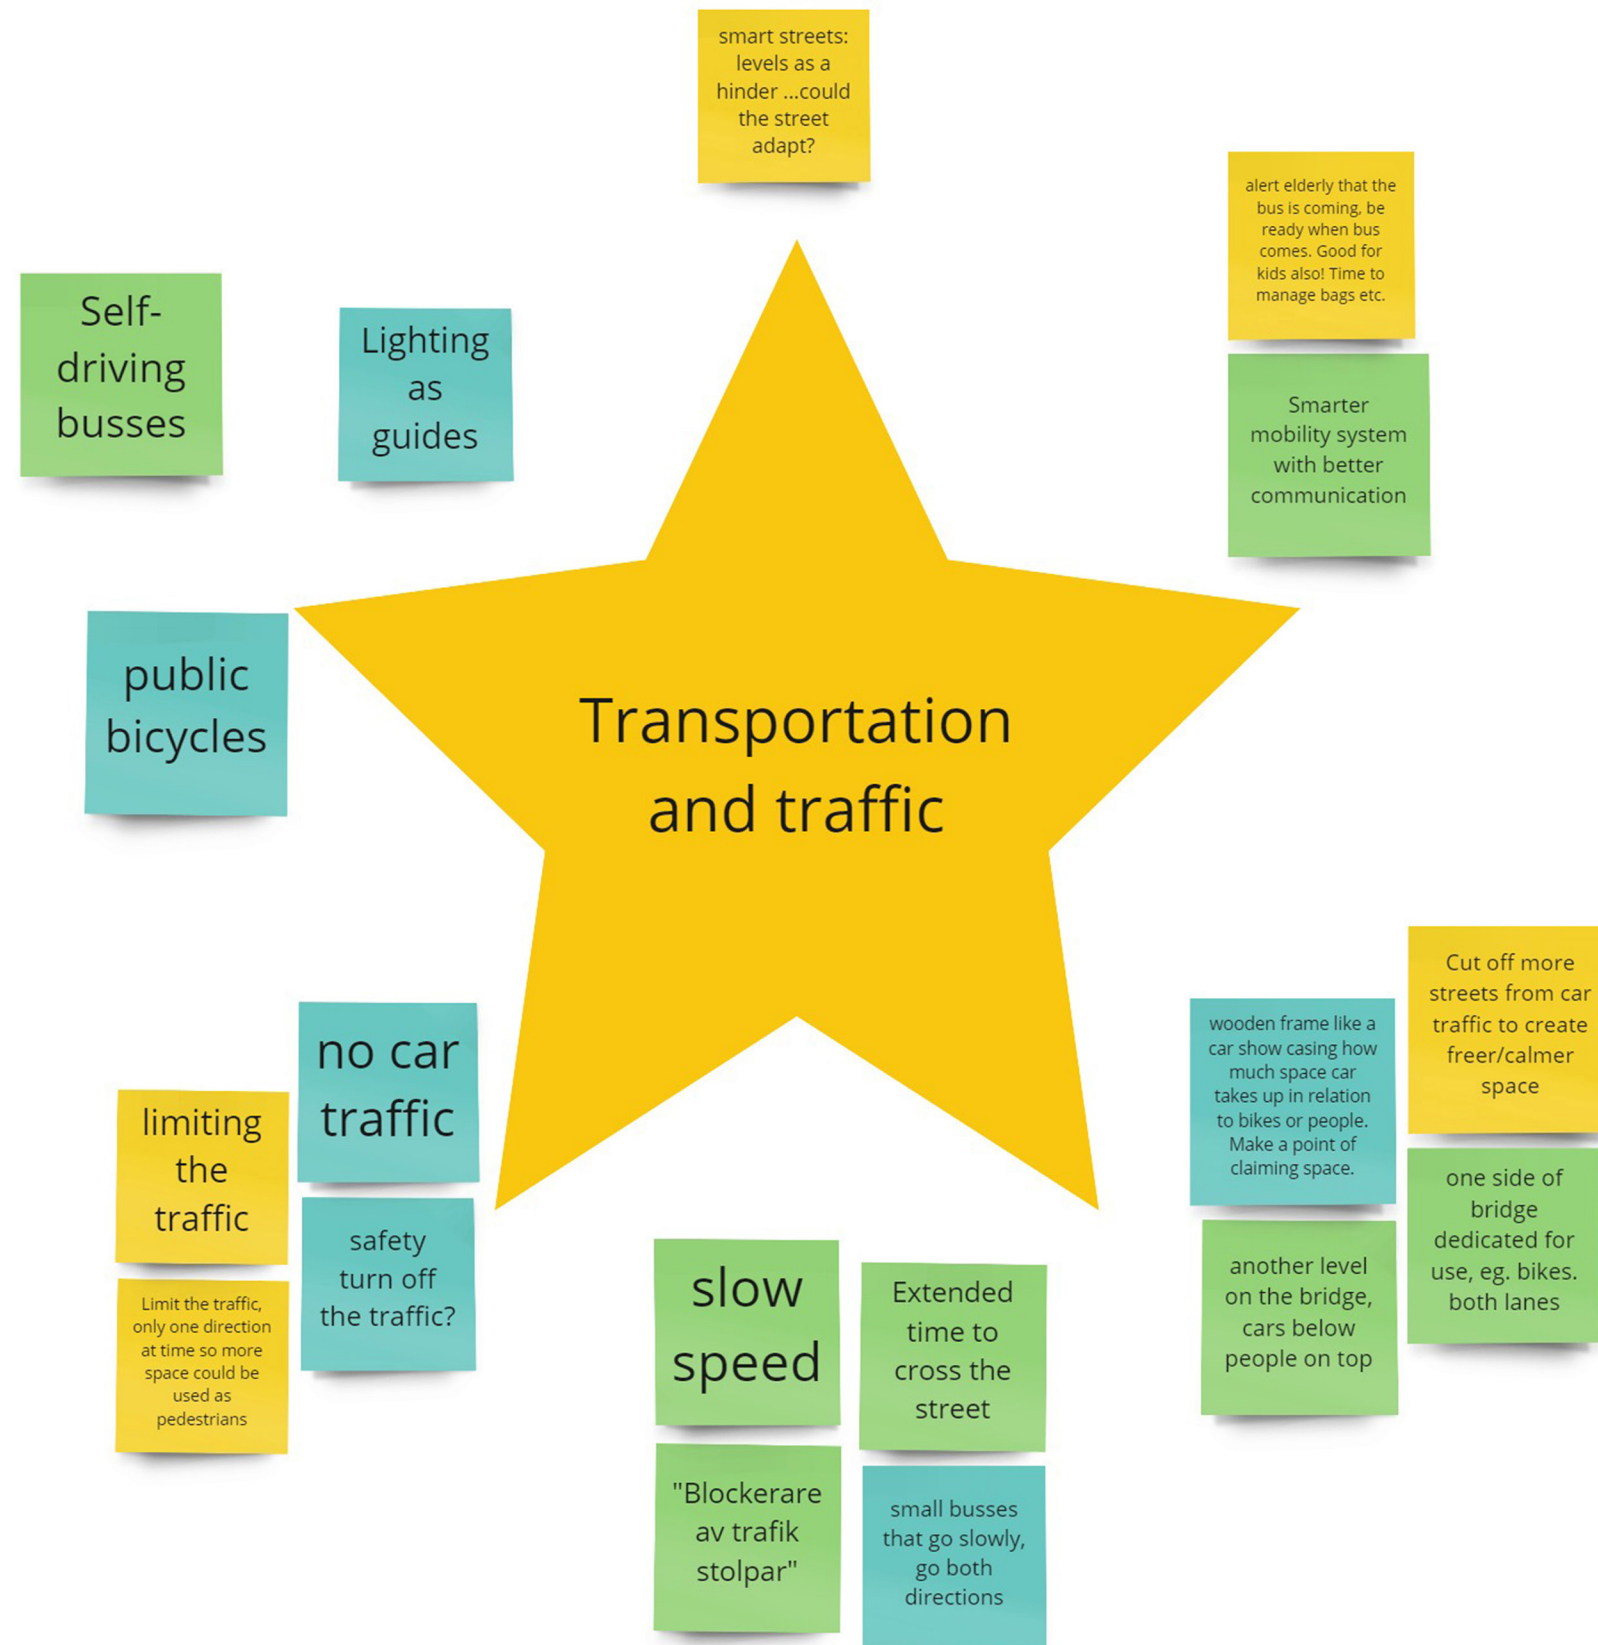 smart streets:
levels as a
hinder ...could
the street
adapt?
alert elderly that the
bus is coming, be
ready when bus
comes. Good for
kids also! Time to
manage bags etc.
Self-
driving
busses
Lighting
as
guides
Smarter
mobility system
with better
communication
public
bicycles
Transportation
and traffic
no car
traffic
limiting
the
traffic
safety
turn off
the traffic?
Limit the traffic,
only one direction
at time so more
space could be
used as
pedestrians
slow
speed
Extended
time to
cross the
street
"Blockerare
av trafik
stolpar"
small busses
that go slowly,
go both
directions
wooden frame like a
car show casing how
much space car
takes up in relation
to bikes or people.
Make a point of
claiming space.
Cut off more
streets from car
traffic to create
freer/calmer
space
another level
on the bridge,
cars below
people on top
one side of
bridge
dedicated for
use, eg. bikes.
both lanes